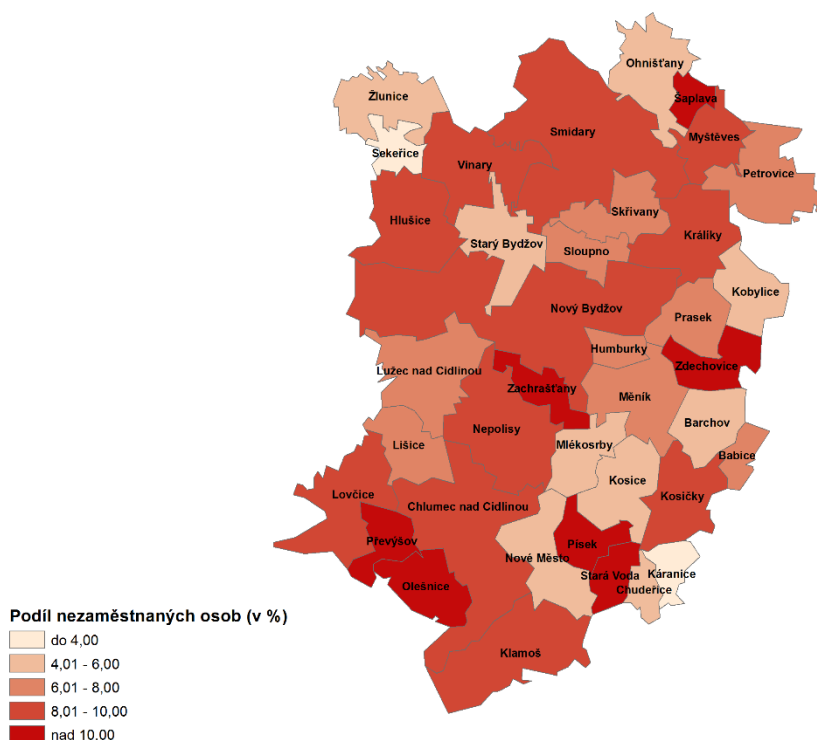 Ohnišťany
Žlunice
Šaplava
Smidary
Myštěves
Sekeřice
Vinary
Petrovice
Skřivany
Hlušice
Králíky
Starý Bydžov
Sloupno
Kobylice
Nový Bydžov
Prasek
Humburky
Zdechovice
Lužec nad Cidlinou
Zachrašťany
Měník
Barchov
Nepolisy
Lišice
Mlékosrby
Babice
Kosice
Lovčice
Kosičky
Chlumec nad Cidlinou
Převýšov
Písek
Nové Město
Káranice
Stará Voda
Olešnice
Chudeřice
Klamoš
Podíl nezaměstnaných osob (v %)
do 4,00
4,01 - 6,00
6,01 - 8,00
8,01 - 10,00
nad 10,00